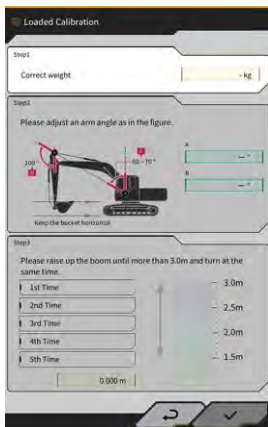 Loaded Calibration
Step1
Correct weight
- kg
Step2
Please adjust an arm angle as in the figure.
A
60 - 70 °
-- °
100 °
B
B
-- °
Keep the bucket horizontal
Step3
Please raise up the boom until more than 3.0m and turn at the
same time.
1st Time
3.0m
2nd Time
2.5m
3rd Time
2.0m
4th Time
5th Time
1.5m
0.000 m